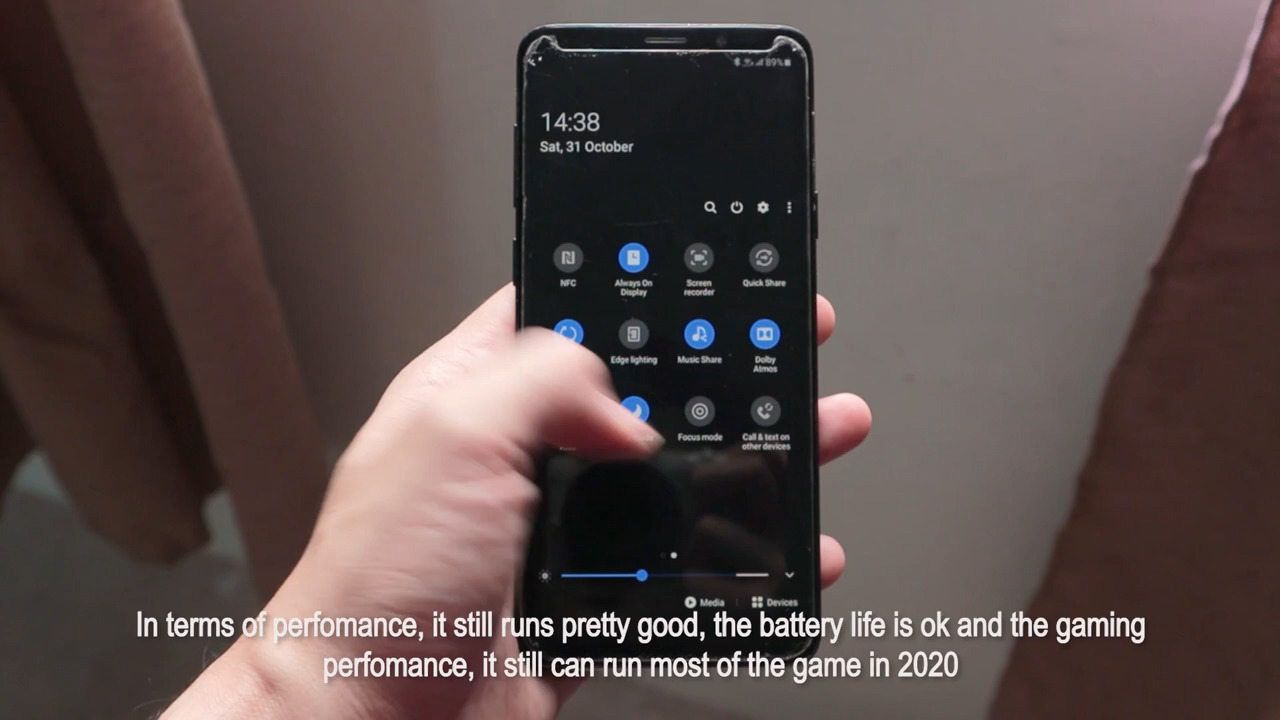 89%
14:38
Sat, 31 October
NFC
Always On
Display
Screen
recorder
Quick Share
Edge lighting
Music Share
Dolby
Atmos
Focus mode
Call & text on
other devices
Media
Devices
In terms of perfomance, it still runs pretty good, the battery life is ok and the gaming
perfomance, it still can run most of the game in 2020